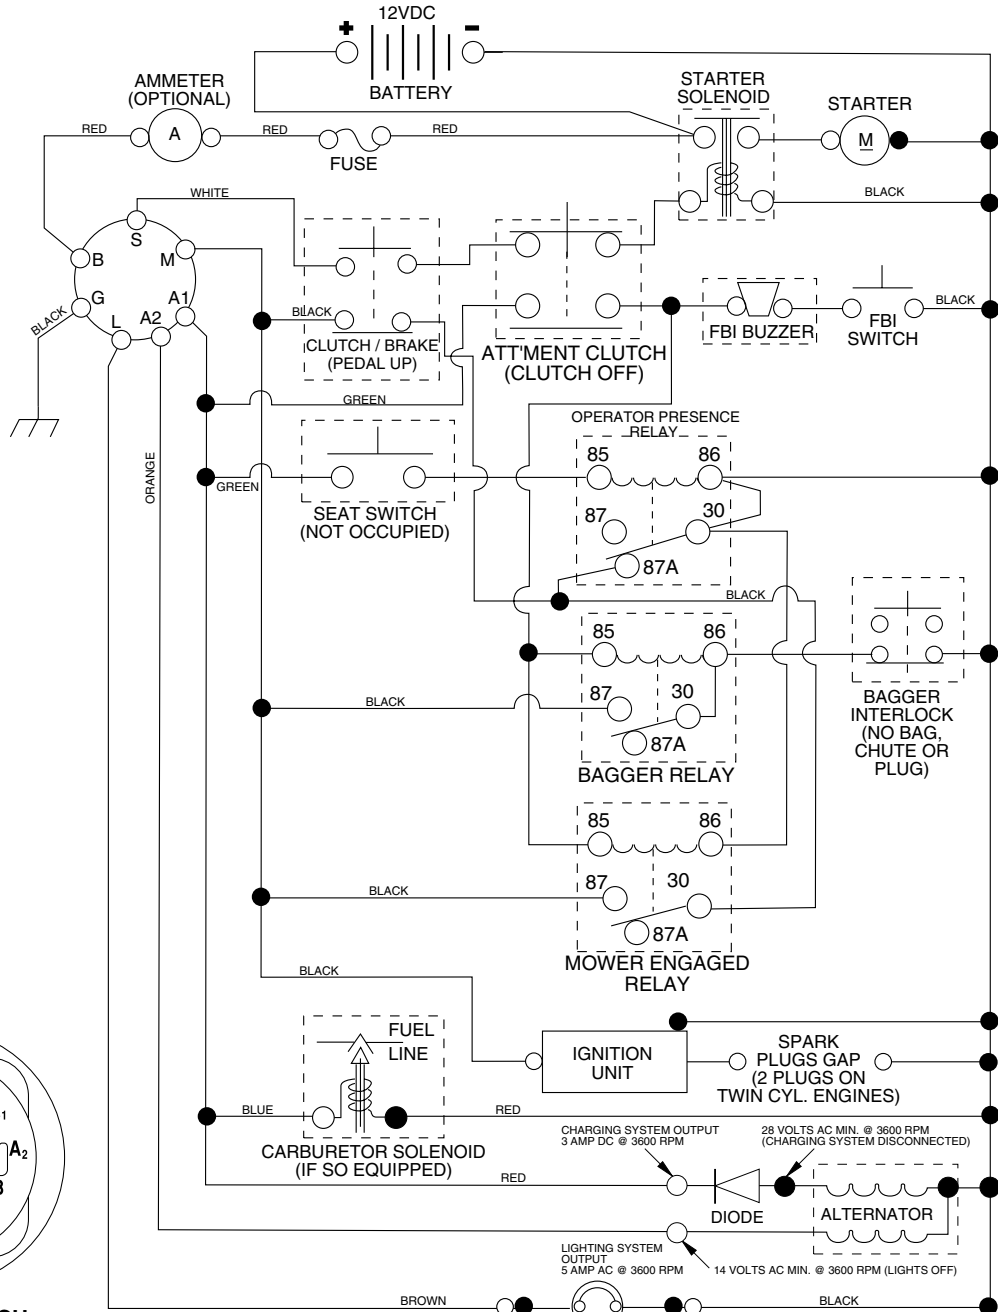 12VDC
+
-
BATTERY
AMMETER
(OPTIONAL)
STARTER
SOLENOID
STARTER
RED
A
RED
FUSE
RED
M
WHITE
BLACK
S
B
M
G
A1
L
A2
BLACK
BLACK
CLUTCH / BRAKE
(PEDAL UP)
ATT'MENT CLUTCH
(CLUTCH OFF)
FBI BUZZER
FBI
SWITCH
BLACK
GREEN
OPERATOR PRESENCE
RELAY
ORANGE
GREEN
SEAT SWITCH
(NOT OCCUPIED)
85
86
87
30
87A
BLACK
85
86
87
30
87A
BAGGER RELAY
BLACK
BAGGER
INTERLOCK
(NO BAG,
CHUTE OR
PLUG)
85
86
87
30
87A
MOWER ENGAGED
RELAY
BLACK
BLACK
FUEL
LINE
IGNITION
UNIT
SPARK
PLUGS GAP
(2 PLUGS ON
TWIN CYL. ENGINES)
BLUE
RED
CARBURETOR SOLENOID
(IF SO EQUIPPED)
CHARGING SYSTEM OUTPUT
3 AMP DC @ 3600 RPM
28 VOLTS AC MIN. @ 3600 RPM
(CHARGING SYSTEM DISCONNECTED)
RED
DIODE
ALTERNATOR
LIGHTING SYSTEM
OUTPUT
5 AMP AC @ 3600 RPM
14 VOLTS AC MIN. @ 3600 RPM (LIGHTS OFF)
BROWN
BLACK
1
A2